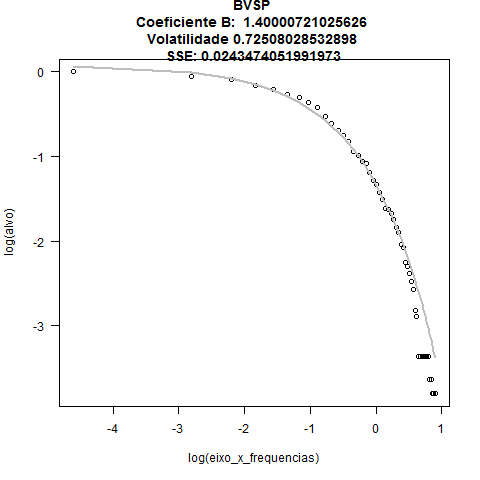 BVSP
Coeficiente B:  1.40000721025626
Volatilidade 0.72508028532898
SSE: 0.0243474051991973
0
-1
-2
-3
log(alvo)
-4
-3
-2
-1
0
1
log(eixo_x_frequencias)